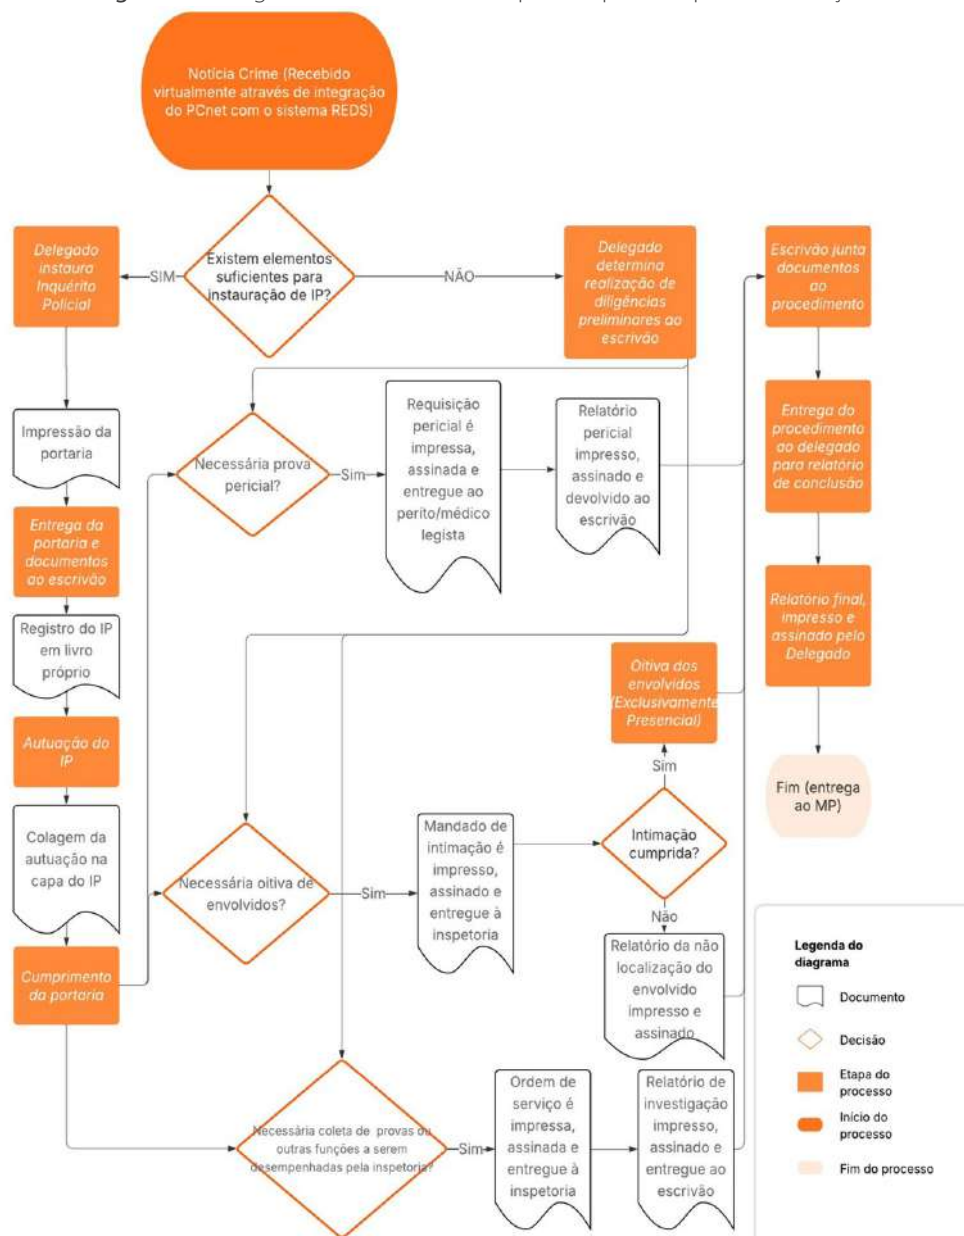 Notícia Crime (Recebido
virtualmente através de integração
do PCnet com o sistema REDS)
Existem elementos
suficientes para
instauração de IP?
SIM
NÃO
Delegado
instaura
Inquérito
Policial
Delegado
determina
realização de
diligências
preliminares ao
escrivão
Escrivão junta
documentos
ao
procedimento
Impressão da
portaria
Necessária prova
pericial?
Sim
Requisição
pericial é
impressa,
assinada e
entregue ao
perito/médico
legista
Relatório
pericial
impresso,
assinado e
devolvido ao
escrivão
Entrega do
procedimento
ao delegado
para relatório
de conclusão
Entrega da
portaria e
documentos
ao escrivão
Registro do IP
em livro
próprio
Relatório final,
impresso e
assinado pelo
Delegado
Oitiva dos
envolvidos
(Exclusivamente
Presencial)
Autuação do
IP
Sim
Fim (entrega
ao MP)
Colagem da
autuação na
capa do IP
Necessária oitiva de
envolvidos?
Sim
Mandado de
intimação é
impresso,
assinado e
entregue à
inspetoria
Intimação
cumprida?
Não
Relatório da não
localização do
envolvido
impresso e
assinado
Cumprimento
da portaria
Necessária coleta de provas ou
outras funções a serem
desempenhadas pela inspetoria?
Sim
Ordem de
serviço é
impressa,
assinada e
entregue à
inspetoria
Relatório de
investigação
impresso,
assinado e
entregue ao
escrivão
Legenda do
diagrama
Documento
Decisão
Etapa do
processo
Início do
processo
Fim do processo